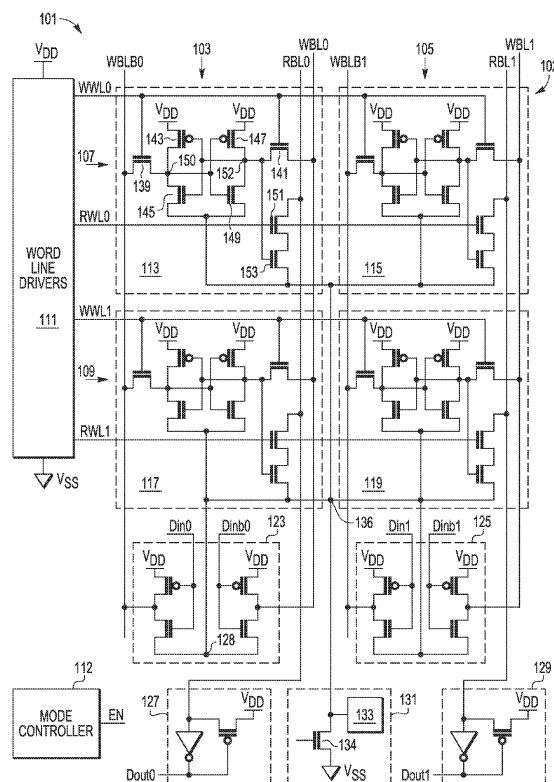 101
VDD
WBLB0
103
WBL0
RBL0
WBLB1
105
WBL1
RBL1
102
WWL0
VDD
VDD
VDD
VDD
143
147
107
150
152
139
141
145
149
151
RWL0
153
WORD
LINE
DRIVERS
111
113
115
WWL1
VDD
VDD
VDD
VDD
109
RWL1
VSS
117
119
136
Din0
Dinb0
123
Din1
Dinb1
125
VDD
VDD
VDD
VDD
128
112
MODE
CONTROLLER
EN
127
VDD
131
133
134
VSS
129
VDD
Dout0
Dout1